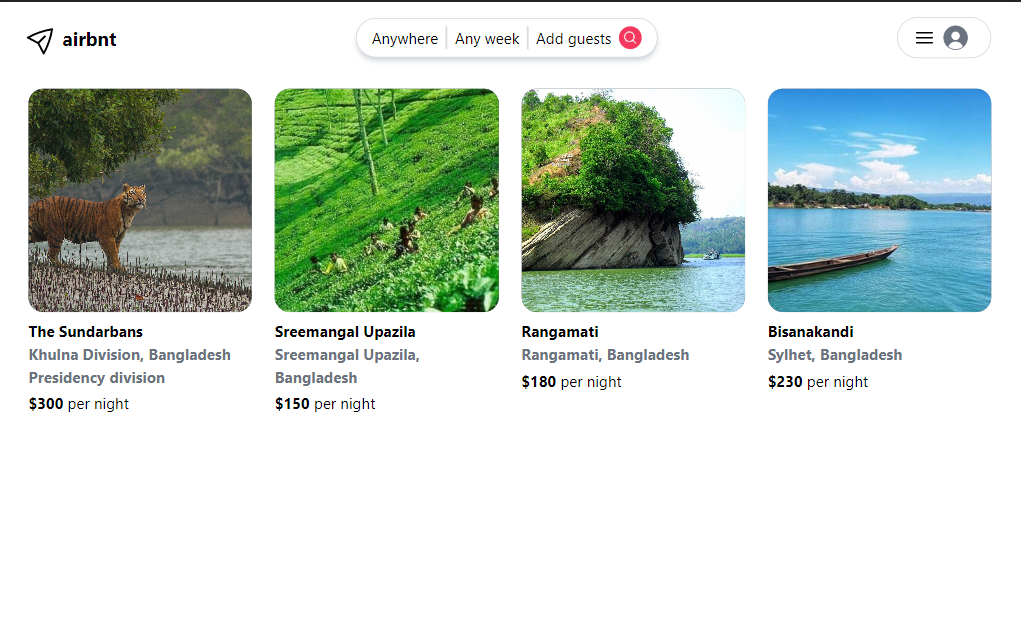 airbnt
Anywhere
Any week
Add guests
The Sundarbans
Khulna Division, Bangladesh
Presidency division
$300 per night
Sreemangal Upazila
Sreemangal Upazila,
Bangladesh
$150 per night
Rangamati
Rangamati, Bangladesh
$180 per night
Bisanakandi
Sylhet, Bangladesh
$230 per night